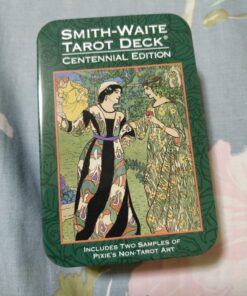 SMITH-WAITE
TAROT DECK®
CENTENNIAL EDITION
INCLUDES TWO SAMPLES OF
PIXIE'S NON-TAROT ART